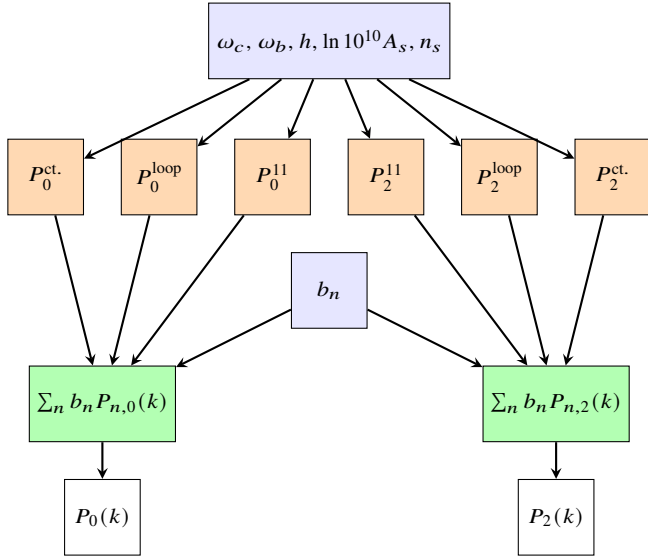 ω_c, ω_b, h, ln 10^{10}A_s, n_s
P_0^{ct.} P_0^{loop} P_0^{11} P_2^{11} P_2^{loop} P_2^{ct.}
b_n
∑_n b_n P_{n,0}(k) ∑_n b_n P_{n,2}(k)
P_0(k) P_2(k)